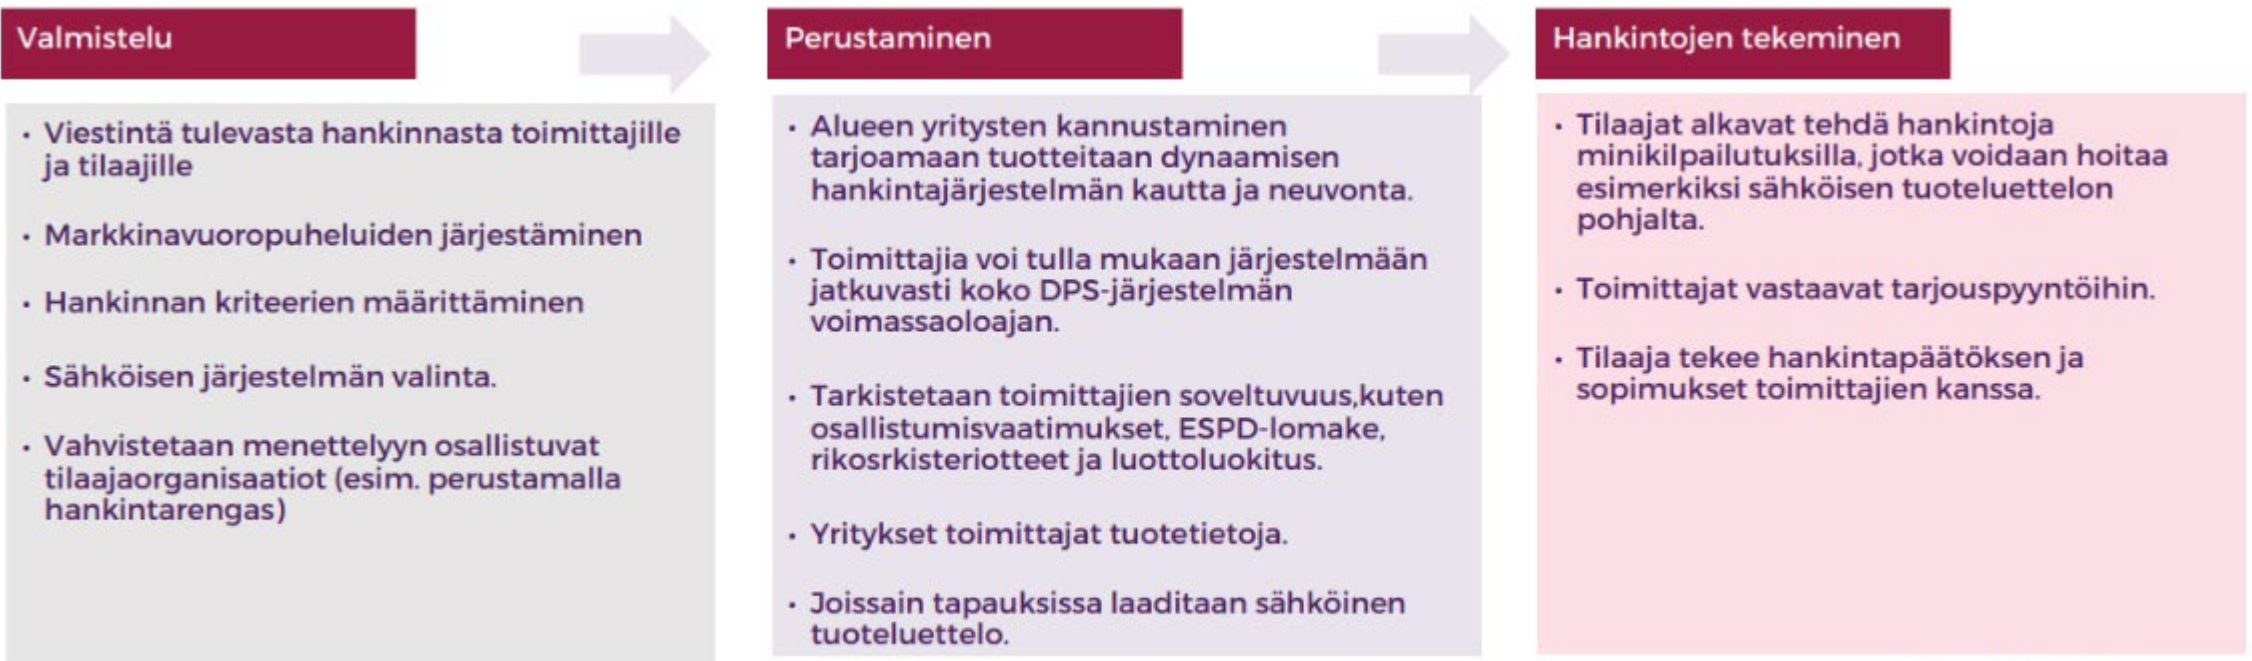 Valmistelu
• Viestintä tulevasta hankinnasta toimittajille
ja tilaajille
• Markkinavuoropuheluiden järjestäminen
• Hankinnan kriteerien määrittäminen
• Sähköisen järjestelmän valinta.
• Vahvistetaan menettelyyn osallistuvat
tilaajaorganisaatiot (esim. perustamalla
hankintarengas)
Perustaminen
• Alueen yritysten kannustaminen
tarjoamaan tuotteitaan dynaamisen
hankintajärjestelmän kautta ja neuvonta.
• Toimittajia voi tulla mukaan järjestelmään
jatkuvasti koko DPS-järjestelmän
voimassaoloajan.
• Tarkistetaan toimittajien soveltuvuus,kuten
osallistumisvaatimukset, ESPD-lomake,
rikosrkisteriotteet ja luottoluokitus.
• Yritykset toimittajat tuotetietoja.
• Joissain tapauksissa laaditaan sähköinen
tuoteluettelo.
Hankintojen tekeminen
• Tilaajat alkavat tehdä hankintoja
minikilpailutuksilla, jotka voidaan hoitaa
esimerkiksi sähköisen tuoteluettelon
pohjalta.
• Toimittajat vastaavat tarjouspyyntöihin.
• Tilaaja tekee hankintapäätöksen ja
sopimukset toimittajien kanssa.